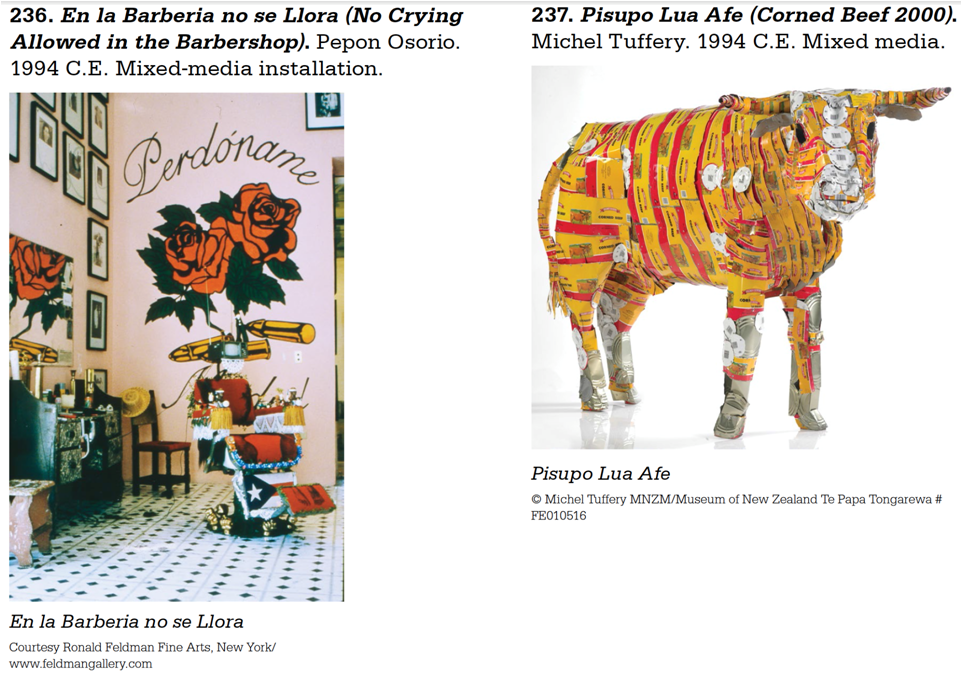 236. En la Barberia no se Llora (No Crying
Allowed in the Barbershop). Pepon Osorio.
1994 C.E. Mixed-media installation.
Perdóname
En la Barberia no se Llora
Courtesy Ronald Feldman Fine Arts, New York/
www.feldmangallery.com
237. Pisupo Lua Afe (Corned Beef 2000).
Michel Tuffery. 1994 C.E. Mixed media.
Pisupo Lua Afe
© Michel Tuffery MNZM/Museum of New Zealand Te Papa Tongarewa #
FE010516